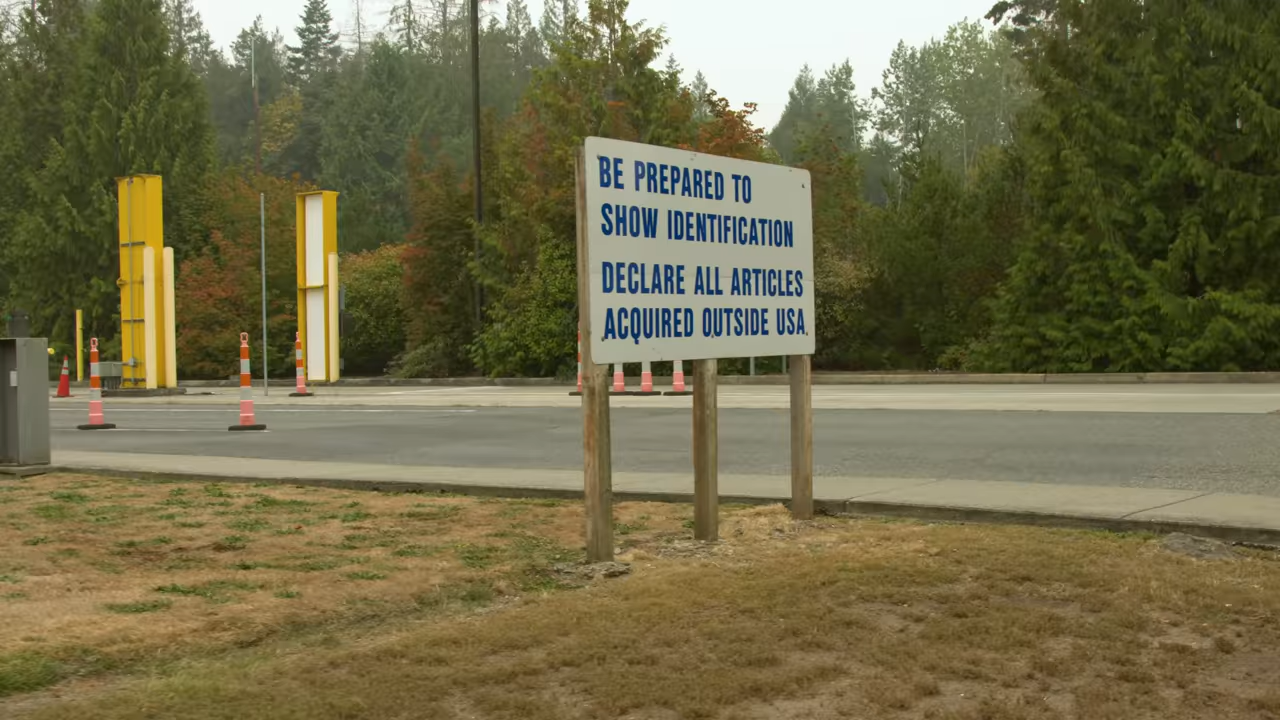 BE PREPARED TO
SHOW IDENTIFICATION
DECLARE ALL ARTICLES
ACQUIRED OUTSIDE USA.